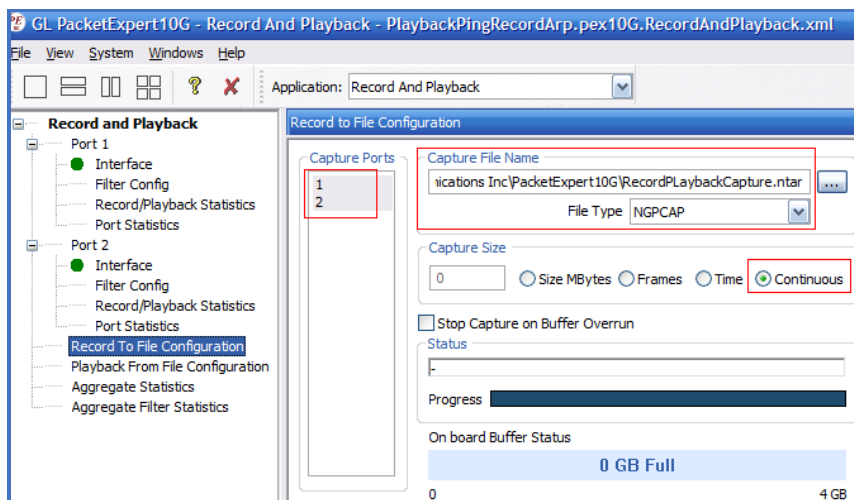 GL PacketExpert10G - Record And Playback - PlaybackPingRecordArp.pex10G.RecordAndPlayback.xml
File View System Windows Help
Application: Record And Playback
Record and Playback
Port 1
Interface
Filter Config
Record/Playback Statistics
Port Statistics
Port 2
Interface
Filter Config
Record/Playback Statistics
Port Statistics
Record To File Configuration
Playback From File Configuration
Aggregate Statistics
Aggregate Filter Statistics
Record to File Configuration
Capture Ports
1
2
Capture File Name
nications Inc\PacketExpert10G\RecordPLaybackCapture.ntar ...
File Type NGPCAP
Capture Size
0 Size MBytes Frames Time Continuous
Stop Capture on Buffer Overrun
Status
-
Progress
On board Buffer Status
0 GB Full
0 4 GB